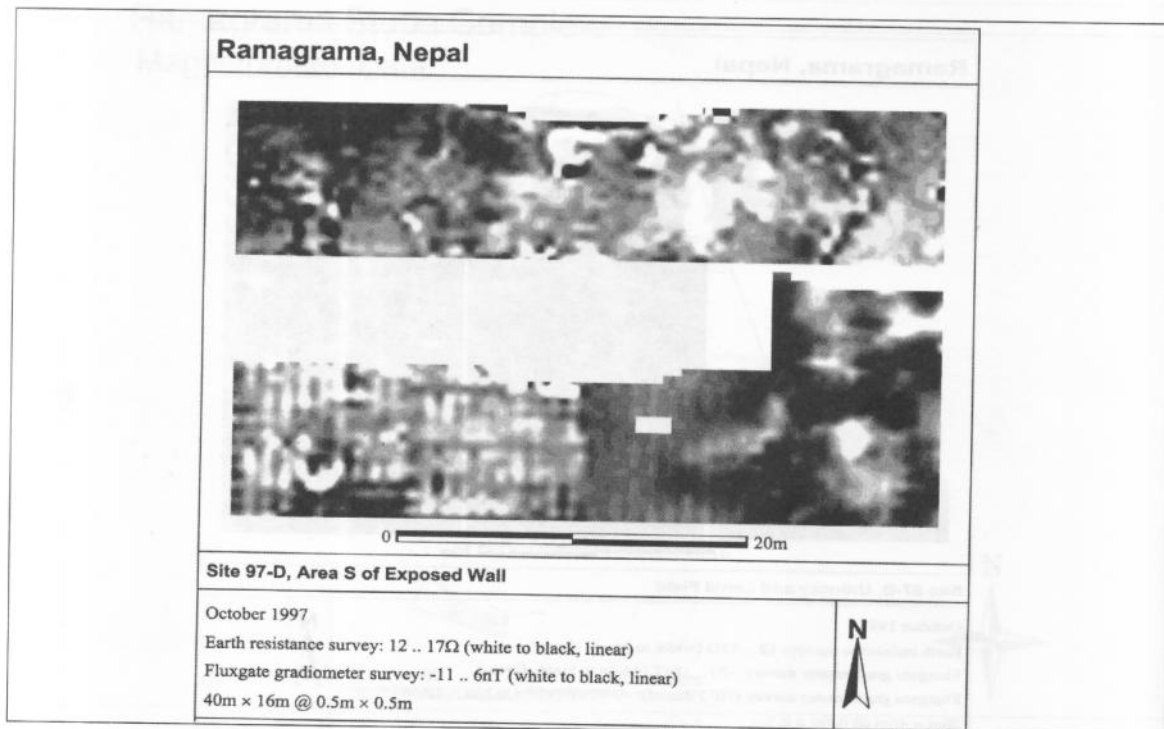 Ramagrama, Nepal
0 20m
Site 97-D, Area S of Exposed Wall
October 1997
Earth resistance survey: 12 .. 17Ω (white to black, linear)
Fluxgate gradiometer survey: -11 .. 6nT (white to black, linear)
40m × 16m @ 0.5m × 0.5m
N